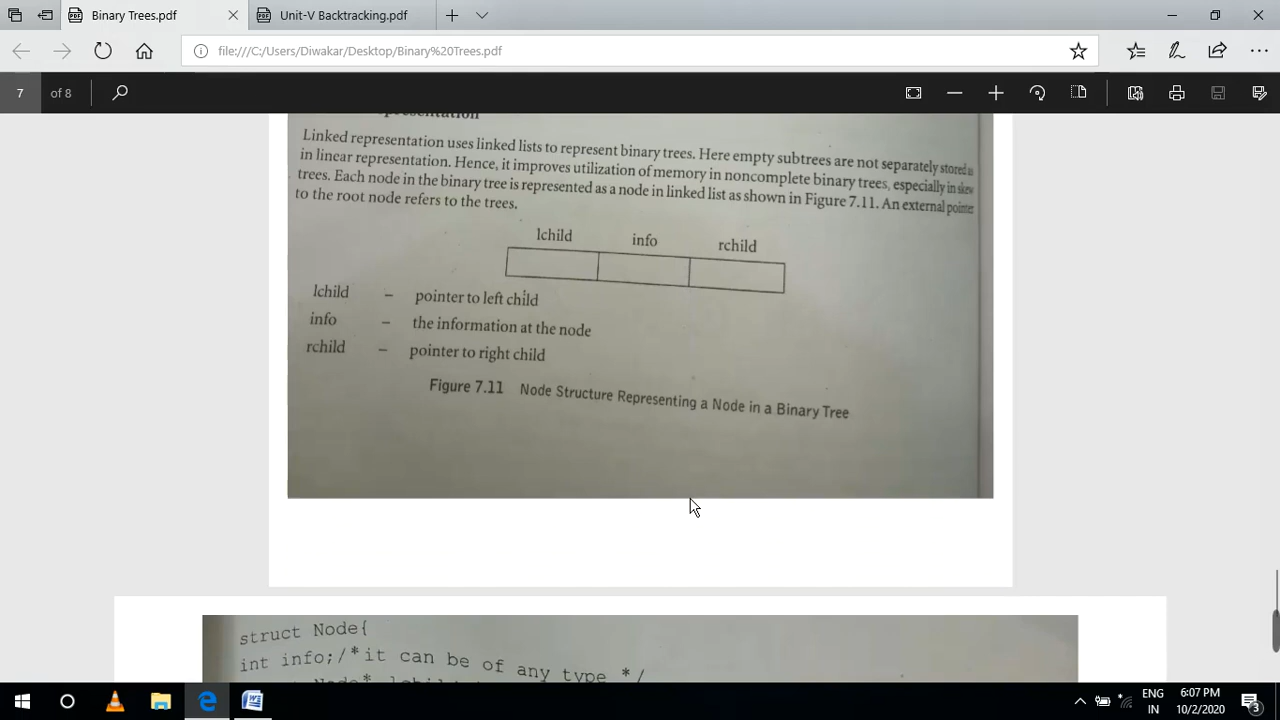 Binary Trees.pdf
Unit-V Backtracking.pdf
file:///C:/Users/Diwakar/Desktop/Binary%20Trees.pdf
7 of 8
Linked representation uses linked lists to represent binary trees. Here empty subtrees are not separately stored as
in linear representation. Hence, it improves utilization of memory in noncomplete binary trees, especially in skew
trees. Each node in the binary tree is represented as a node in linked list as shown in Figure 7.11. An external pointer
to the root node refers to the trees.
lchild info rchild
lchild – pointer to left child
info – the information at the node
rchild – pointer to right child
Figure 7.11 Node Structure Representing a Node in a Binary Tree
struct Node{
int info;/*it can be of any type */
ENG 6:07 PM
IN 10/2/2020
3